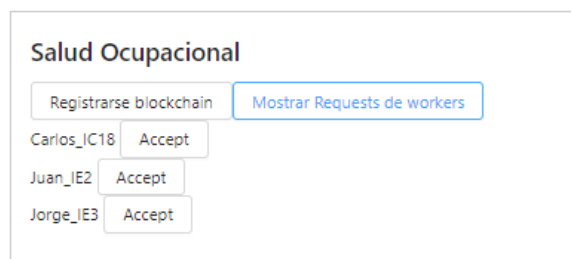 Salud Ocupacional
Registrarse blockchain Mostrar Requests de workers
Carlos_IC18 Accept
Juan_IE2 Accept
Jorge_IE3 Accept